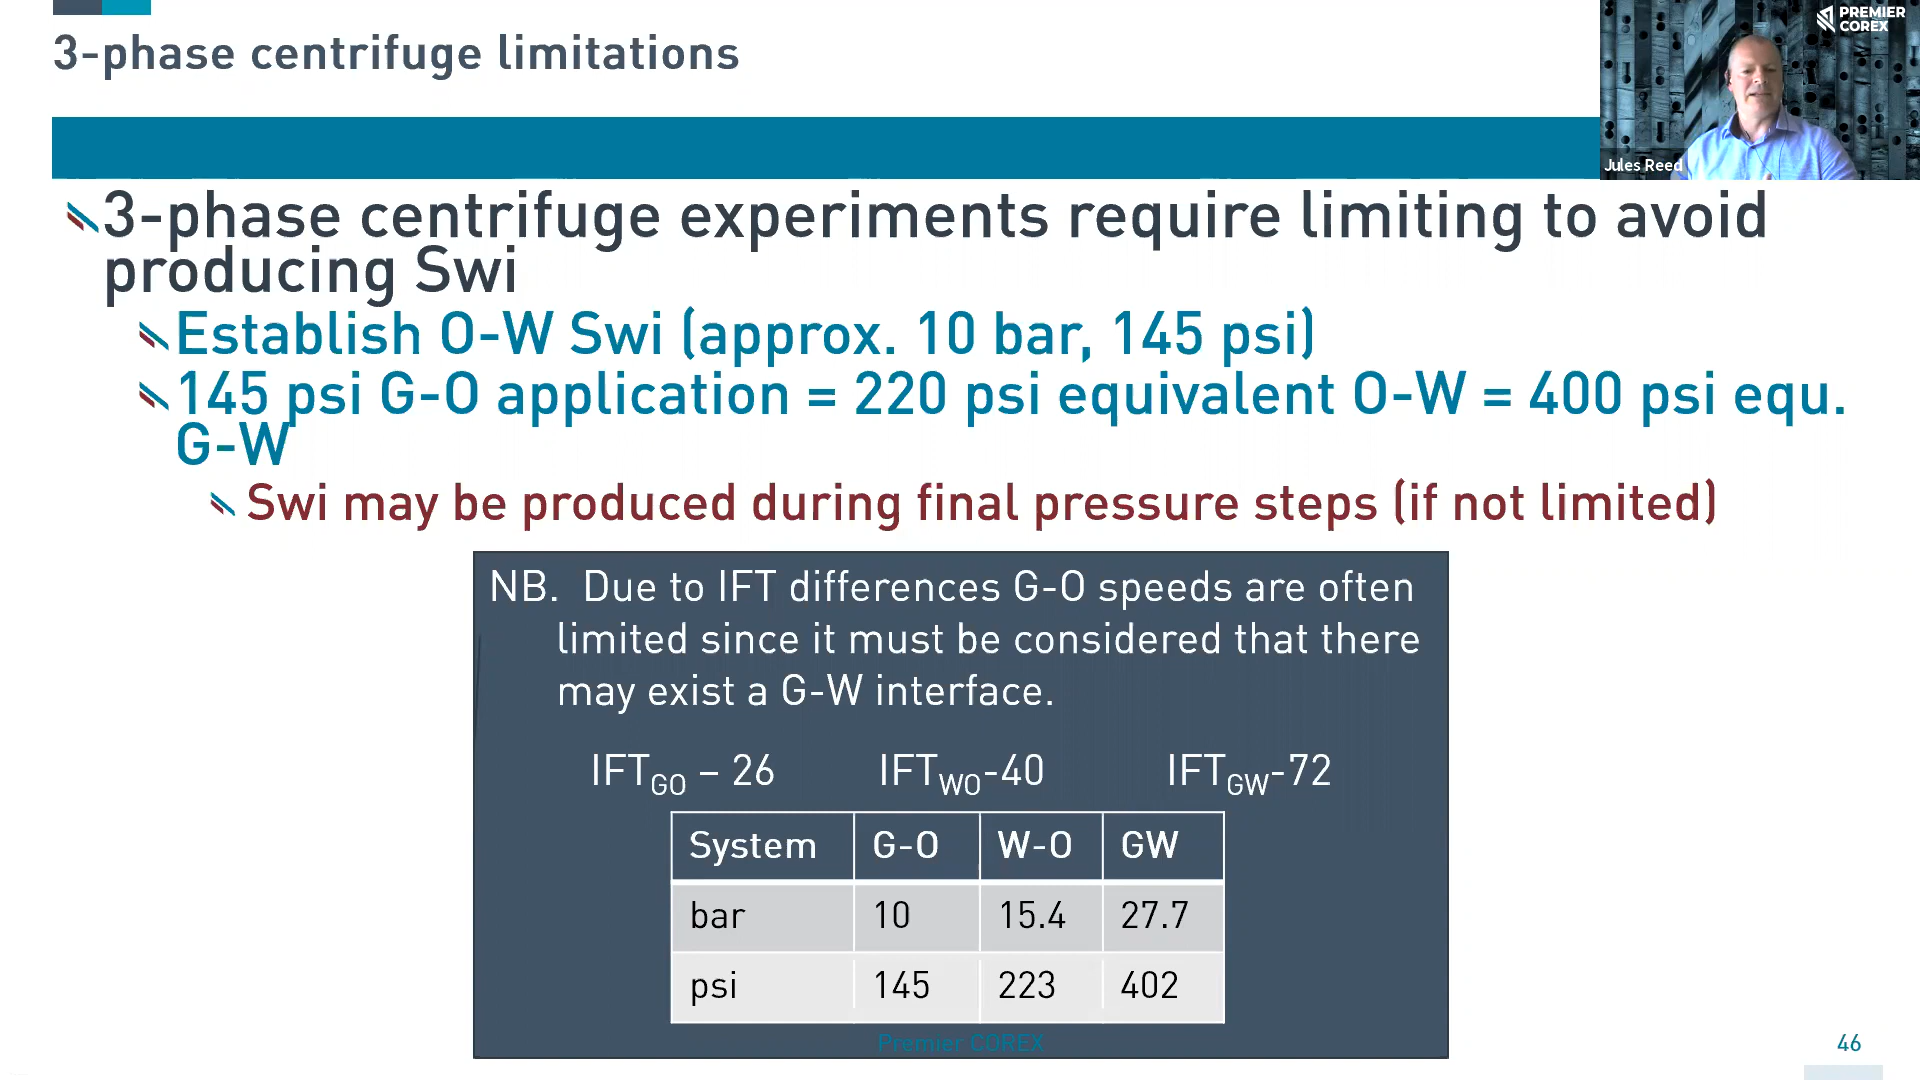 3-phase centrifuge limitations
PREMIER
COREX
Jules Reed
3-phase centrifuge experiments require limiting to avoid
producing Swi
Establish O-W Swi (approx. 10 bar, 145 psi)
145 psi G-O application = 220 psi equivalent O-W = 400 psi equ.
G-W
Swi may be produced during final pressure steps (if not limited)
NB. Due to IFT differences G-O speeds are often
limited since it must be considered that there
may exist a G-W interface.
IFTGO – 26 IFTWO-40 IFTGW-72
System G-O W-O GW
bar 10 15.4 27.7
psi 145 223 402
Premier COREX
46